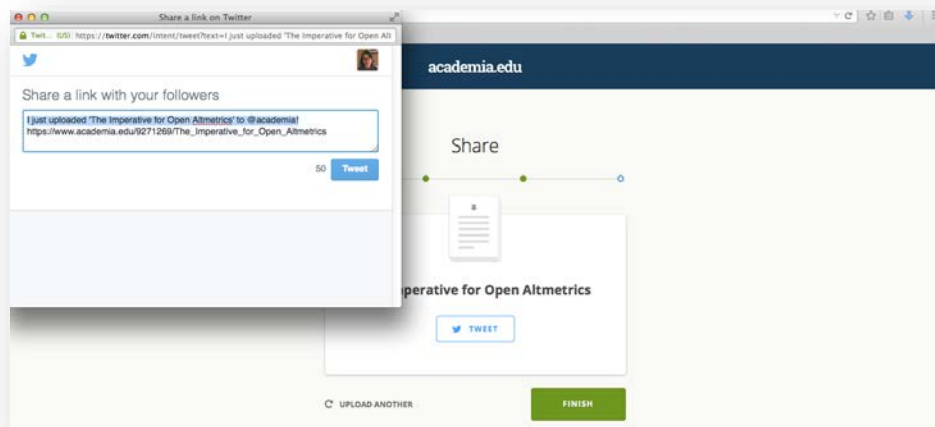 Share a link on Twitter
Twit... (US) https://twitter.com/intent/tweet?text=I just uploaded 'The Imperative for Open Alt
Share a link with your followers
I just uploaded 'The Imperative for Open Altmetrics' to @academia!
https://www.academia.edu/9271269/The_Imperative_for_Open_Altmetrics
50 Tweet
academia.edu
Share
perative for Open Altmetrics
TWEET
UPLOAD ANOTHER
FINISH